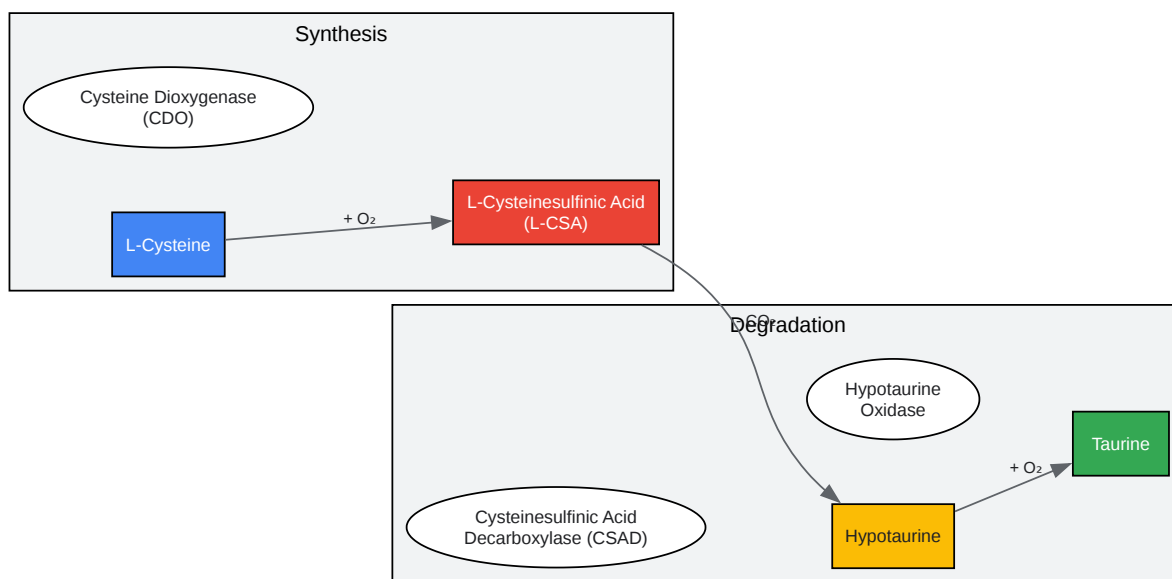 Synthesis
Cysteine Dioxygenase
(CDO)
L-Cysteinesulfinic Acid
(L-CSA)
+ O₂
L-Cysteine
- CO₂
Degradation
Hypotaurine
Oxidase
Taurine
+ O₂
Cysteinesulfinic Acid
Decarboxylase (CSAD)
Hypotaurine